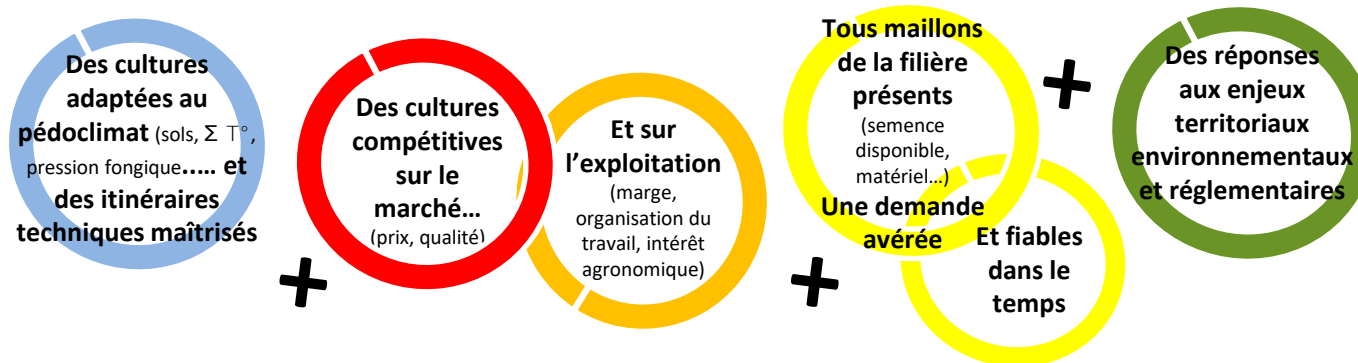 Des cultures
adaptées au
pédoclimat (sols, Σ T°,
pression fongique..... et
des itinéraires
techniques maîtrisés
+
Des cultures
compétitives
sur le
marché...
(prix, qualité)
Et sur
l’exploitation
(marge,
organisation du
travail, intérêt
agronomique)
+
Tous maillons
de la filière
présents
(semence
disponible,
matériel...)
Une demande
avérée
Et fiables
dans le
temps
+
Des réponses
aux enjeux
territoriaux
environnementaux
et réglementaires